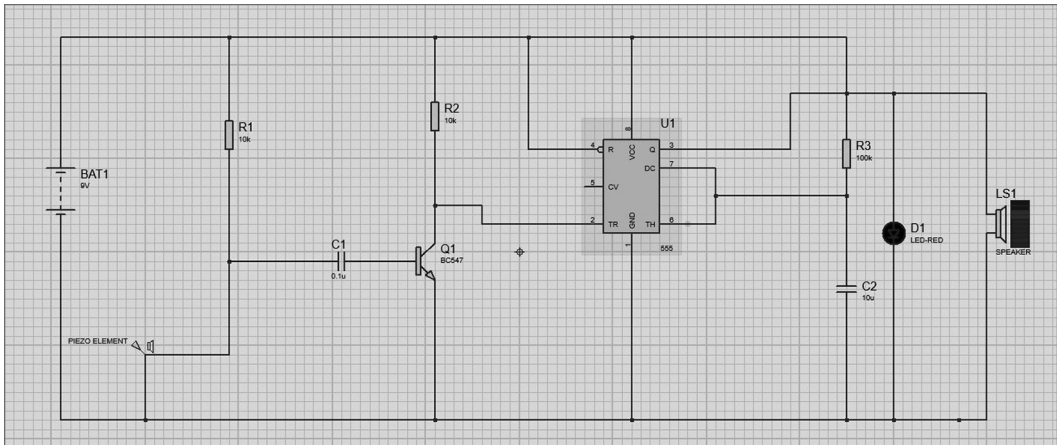 BAT1
9V
R1
10k
R2
10k
C1
0.1u
Q1
BC547
PIEZO ELEMENT
U1
4
R
8
VCC
Q
3
DC
7
5
CV
2
TR
GND
TH
6
1
555
R3
100k
LS1
SPEAKER
D1
LED-RED
C2
10u